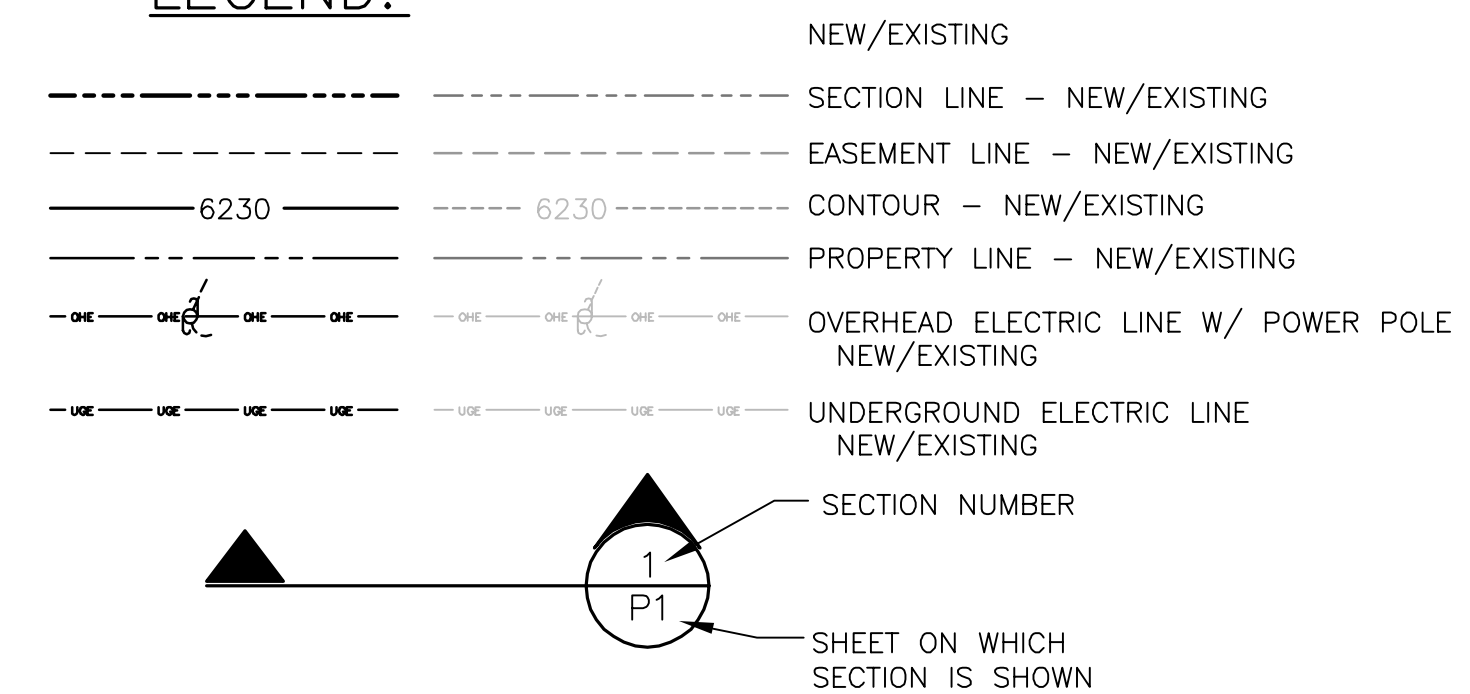 LEGEND:
NEW/EXISTING
SECTION LINE – NEW/EXISTING
EASEMENT LINE – NEW/EXISTING
6230 6230 CONTOUR – NEW/EXISTING
PROPERTY LINE – NEW/EXISTING
OHE OHE OHE OHE OHE OHE OHE OHE OVERHEAD ELECTRIC LINE W/ POWER POLE
NEW/EXISTING
UGE UGE UGE UGE UGE UGE UGE UGE UNDERGROUND ELECTRIC LINE
NEW/EXISTING
SECTION NUMBER
1
P1
SHEET ON WHICH
SECTION IS SHOWN